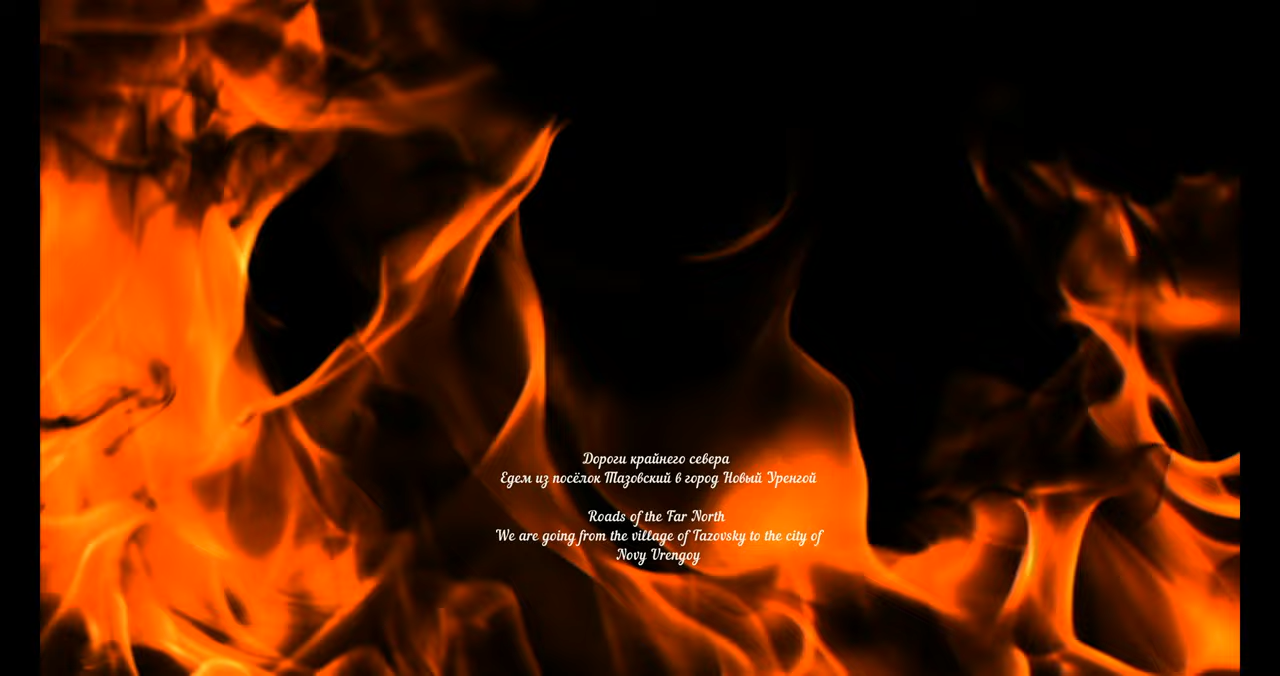 Дороги крайнего севера
Едем из посёлок Тазовский в город Новый Уренгой
Roads of the Far North
We are going from the village of Tazovsky to the city of
Novy Urengoy